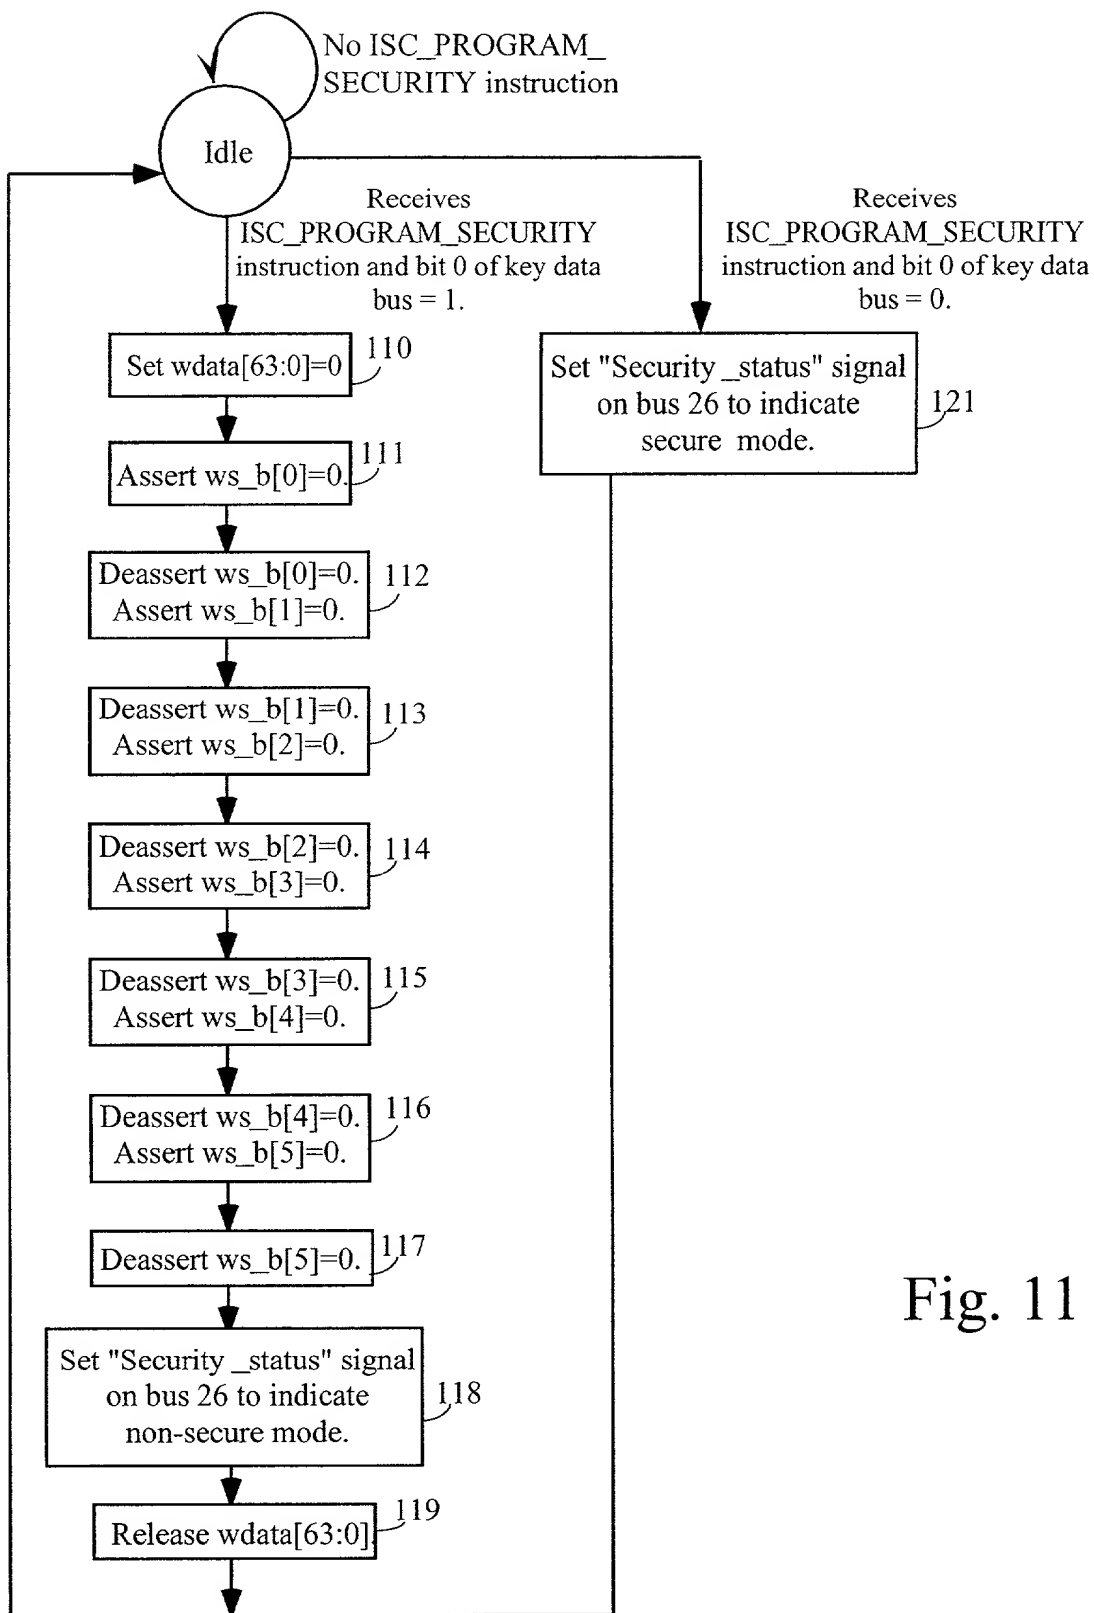 No ISC_PROGRAM_
SECURITY instruction
Idle
Receives
ISC_PROGRAM_SECURITY
instruction and bit 0 of key data
bus = 1.
Receives
ISC_PROGRAM_SECURITY
instruction and bit 0 of key data
bus = 0.
Set wdata[63:0]=0
110
Set "Security _status" signal
on bus 26 to indicate
secure mode.
121
Assert ws_b[0]=0.
111
Deassert ws_b[0]=0.
Assert ws_b[1]=0.
112
Deassert ws_b[1]=0.
Assert ws_b[2]=0.
113
Deassert ws_b[2]=0.
Assert ws_b[3]=0.
114
Deassert ws_b[3]=0.
Assert ws_b[4]=0.
115
Deassert ws_b[4]=0.
Assert ws_b[5]=0.
116
Deassert ws_b[5]=0.
117
Set "Security _status" signal
on bus 26 to indicate
non-secure mode.
118
Release wdata[63:0]
119
Fig. 11